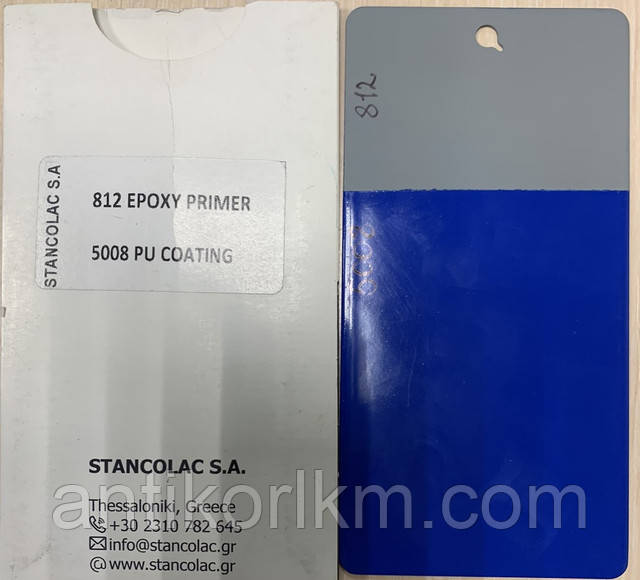 STANCOLAC S.A
812 EPOXY PRIMER
5008 PU COATING
STANCOLAC S.A.
Thessaloniki, Greece
+30 2310 782 645
info@stancolac.gr
www.stancolac.gr
812
antikorlkm.com